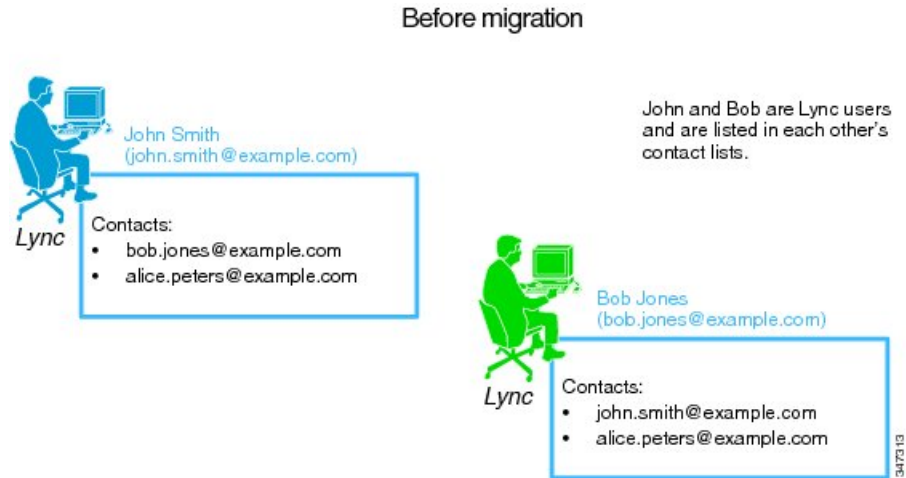 Before migration
John Smith
(john.smith@example.com)
John and Bob are Lync users
and are listed in each other's
contact lists.
Lync
Contacts:
• bob.jones@example.com
• alice.peters@example.com
Bob Jones
(bob.jones@example.com)
Lync
Contacts:
• john.smith@example.com
• alice.peters@example.com
347313